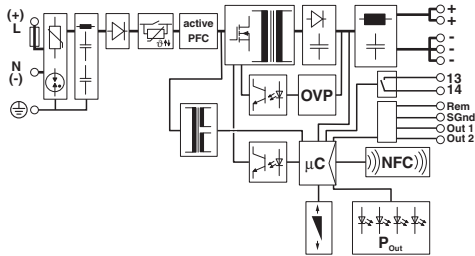 (+)
L
N
(-)
ϑ
active
PFC
OVP
µC
NFC
P Out
+
+
-
-
-
13
14
Rem
SGnd
Out 1
Out 2